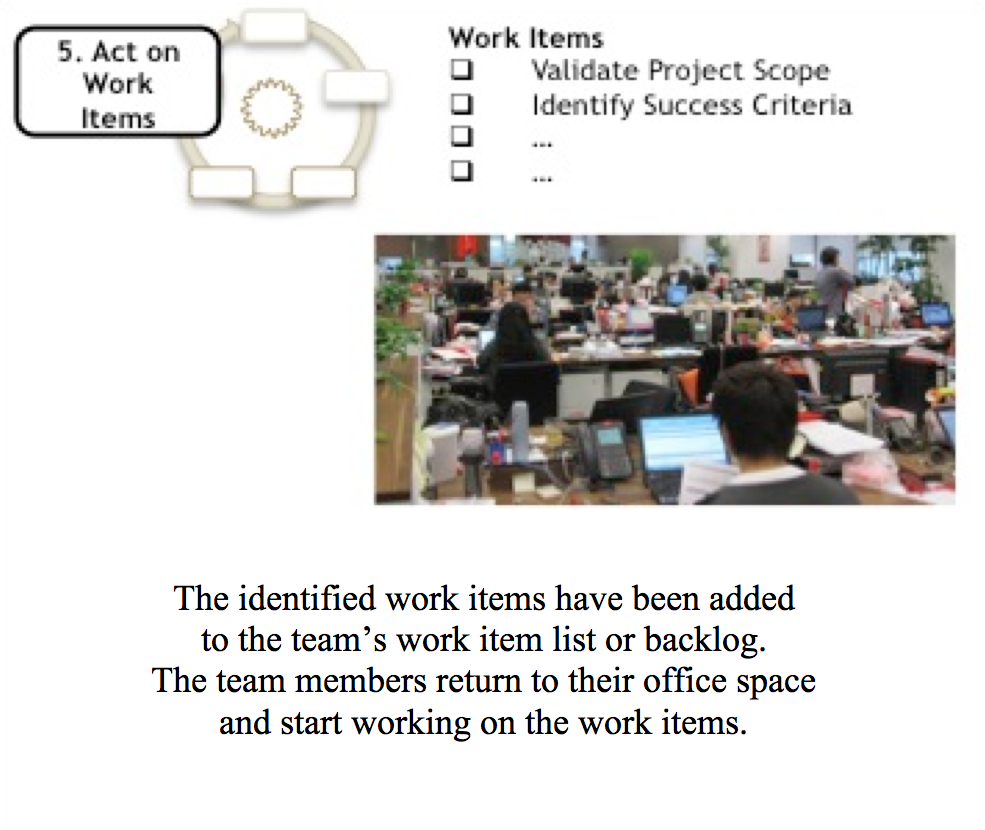 5. Act on
Work
Items
Work Items
Validate Project Scope
Identify Success Criteria
...
...
The identified work items have been added
to the team’s work item list or backlog.
The team members return to their office space
and start working on the work items.